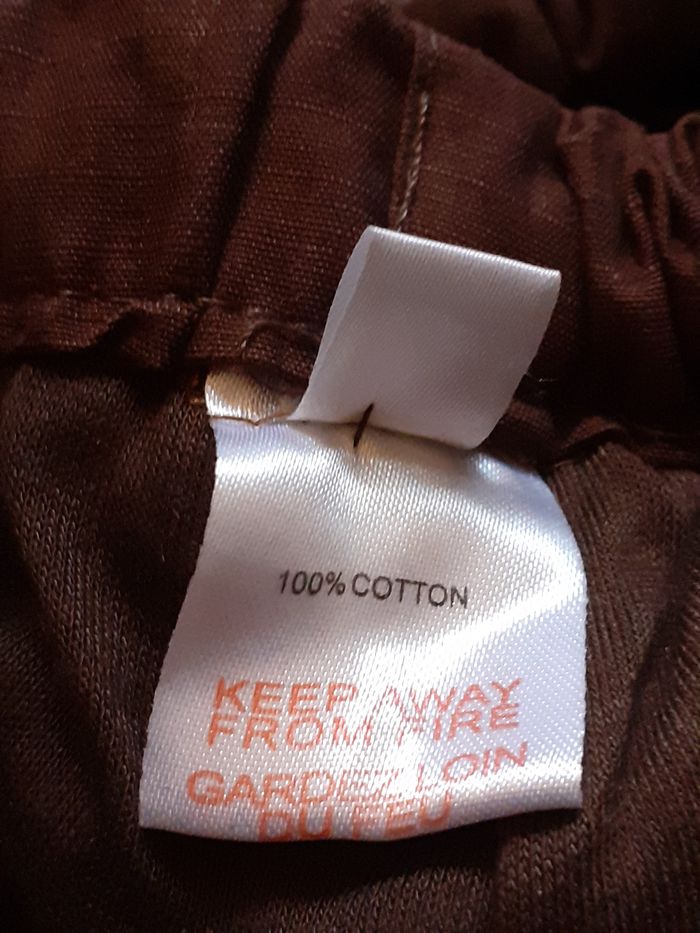 100% COTTON
KEEP AWAY
FROM FIRE
GARDEZ LOIN
DU FEU